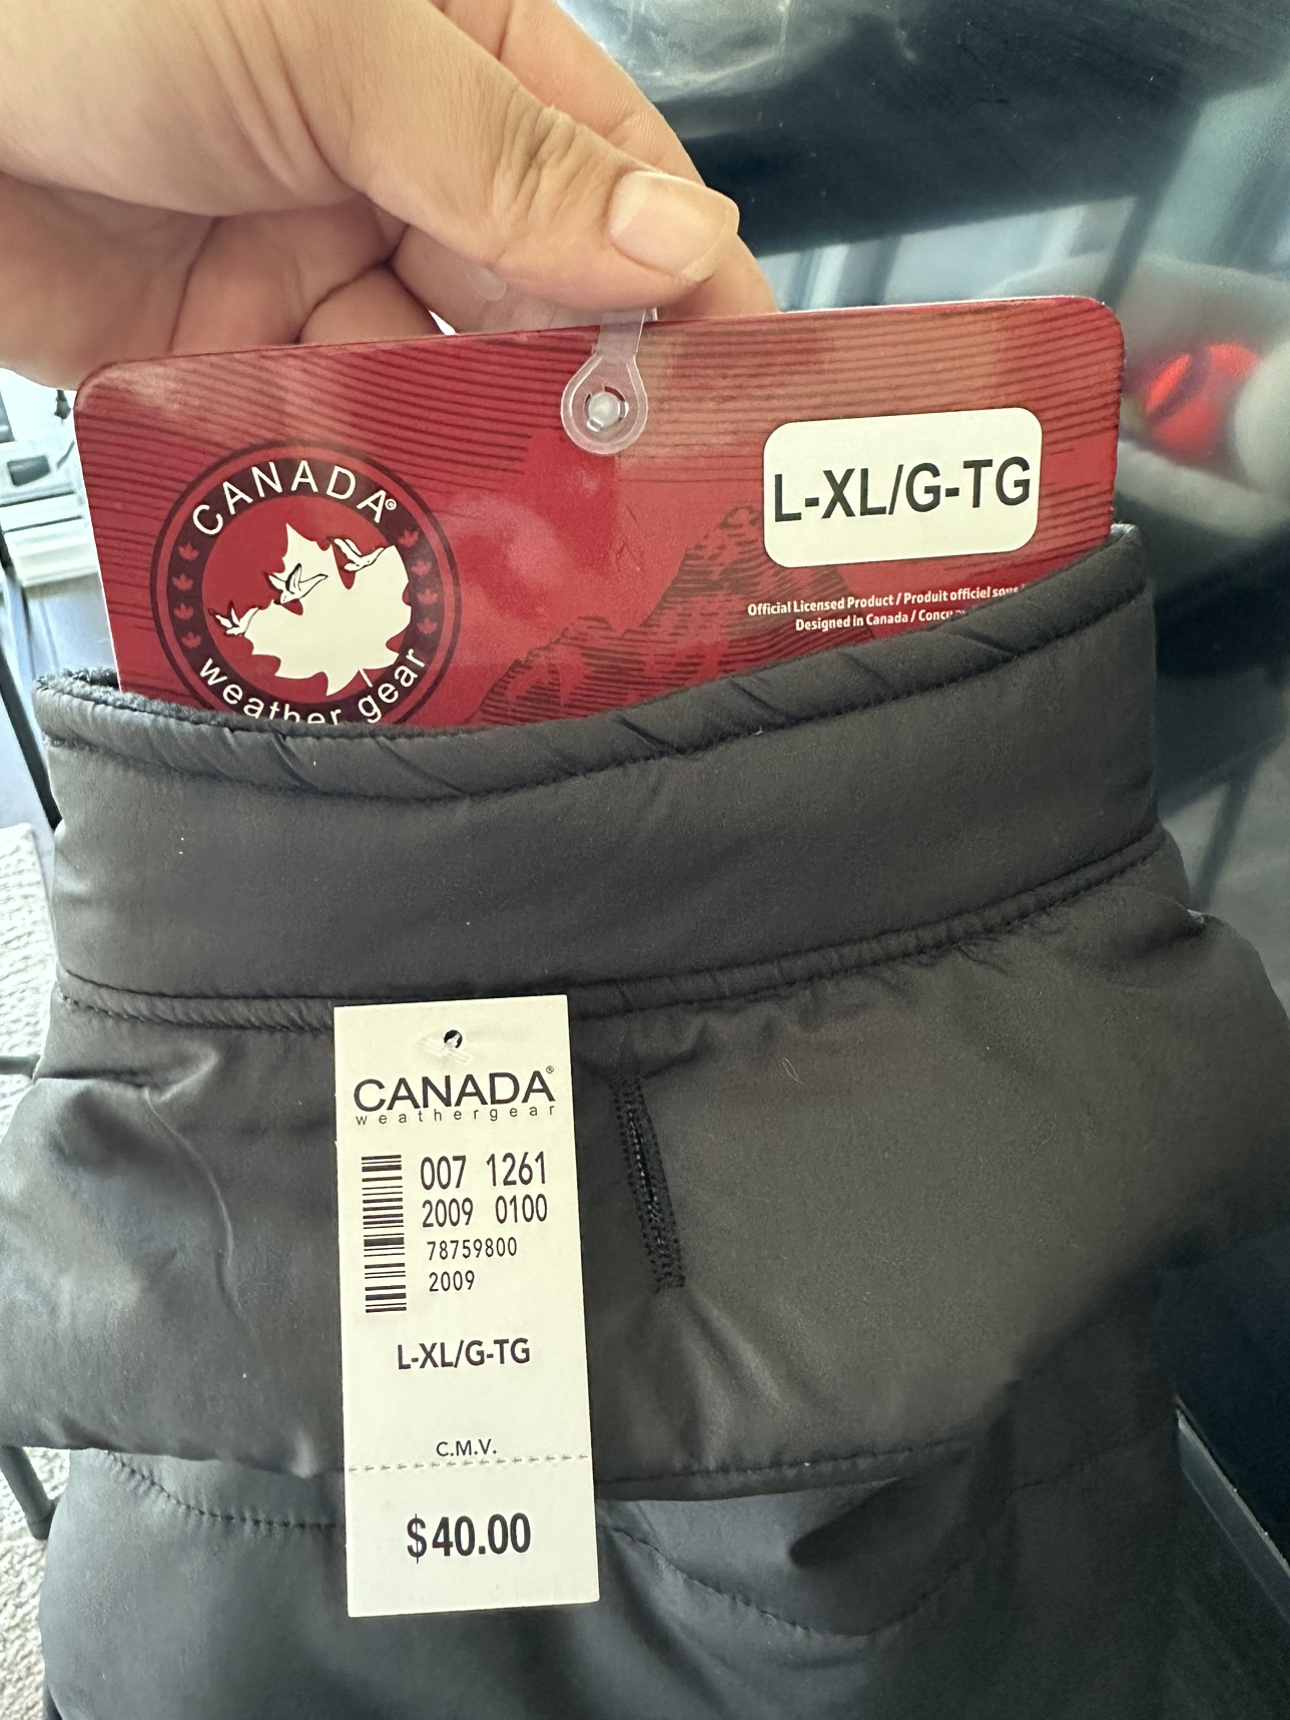 CANADA®
weather gear
L-XL/G-TG
Official Licensed Product / Produit officiel sous
Designed in Canada /
CANADA®
weathergear
007 1261
2009 0100
78759800
2009
L-XL/G-TG
C.M.V.
$40.00